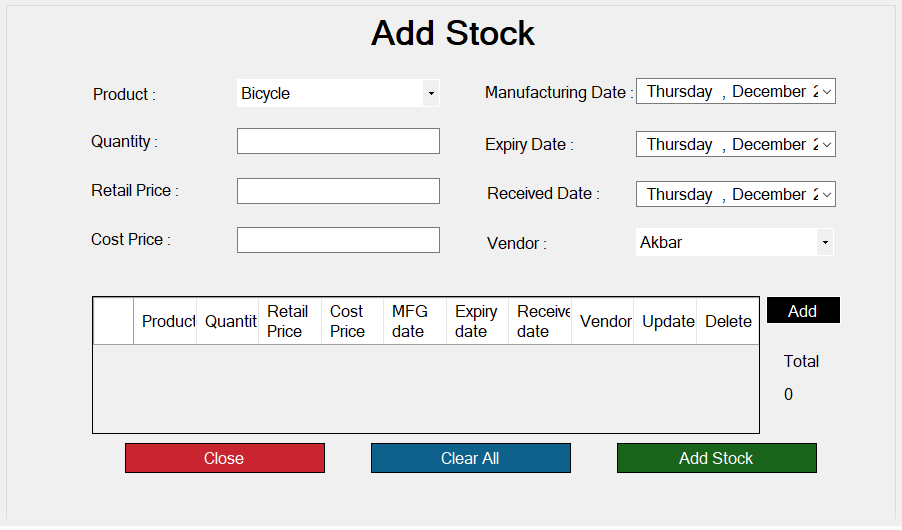 Add Stock
Product : Bicycle
Manufacturing Date : Thursday , December 2
Quantity :
Expiry Date : Thursday , December 2
Retail Price :
Received Date : Thursday , December 2
Cost Price :
Vendor : Akbar
Product Quantit Retail Price Cost Price MFG date Expiry date Receive date Vendor Update Delete
Add
Total
0
Close
Clear All
Add Stock